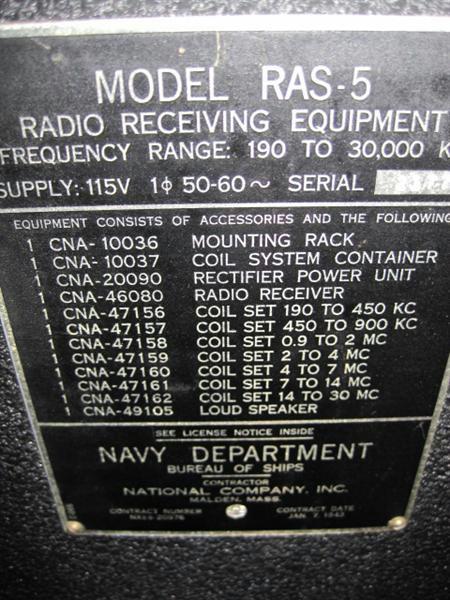 MODEL RAS-5
RADIO RECEIVING EQUIPMENT
FREQUENCY RANGE: 190 TO 30,000 K
SUPPLY: 115V 1ϕ 50-60~ SERIAL
EQUIPMENT CONSISTS OF ACCESSORIES AND THE FOLLOWING
1 CNA-10036 MOUNTING RACK
1 CNA-10037 COIL SYSTEM CONTAINER
1 CNA-20090 RECTIFIER POWER UNIT
1 CNA-46080 RADIO RECEIVER
1 CNA-47156 COIL SET 190 TO 450 KC
1 CNA-47157 COIL SET 450 TO 900 KC
1 CNA-47158 COIL SET 0.9 TO 2 MC
1 CNA-47159 COIL SET 2 TO 4 MC
1 CNA-47160 COIL SET 4 TO 7 MC
1 CNA-47161 COIL SET 7 TO 14 MC
1 CNA-47162 COIL SET 14 TO 30 MC
1 CNA-49105 LOUD SPEAKER
SEE LICENSE NOTICE INSIDE
NAVY DEPARTMENT
BUREAU OF SHIPS
CONTRACTOR
NATIONAL COMPANY, INC.
MALDEN, MASS.
CONTRACT NUMBER CONTRACT DATE
JAN. 7, 1943